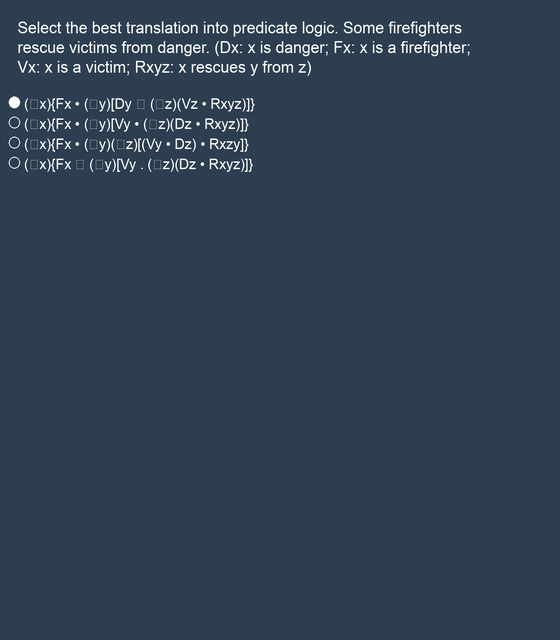 Select the best translation into predicate logic. Some firefighters
rescue victims from danger. (Dx: x is danger; Fx: x is a firefighter;
Vx: x is a victim; Rxyz: x rescues y from z)
(□x){Fx • (□y)[Dy □ (□z)(Vz • Rxyz)]}
(□x){Fx • (□y)[Vy • (□z)(Dz • Rxyz)]}
(□x){Fx • (□y)(□z)[(Vy • Dz) • Rxzy]}
(□x){Fx □ (□y)[Vy . (□z)(Dz • Rxyz)]}